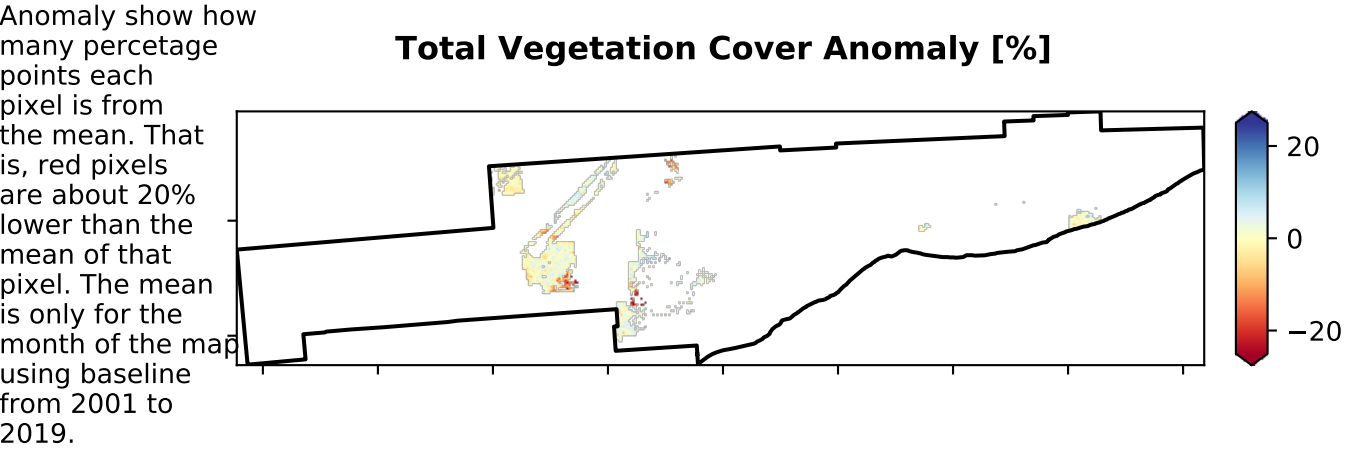 Anomaly show how
many percetage
points each
pixel is from
the mean. That
is, red pixels
are about 20%
lower than the
mean of that
pixel. The mean
is only for the
month of the map
using baseline
from 2001 to
2019.
Total Vegetation Cover Anomaly [%]
20
0
−20